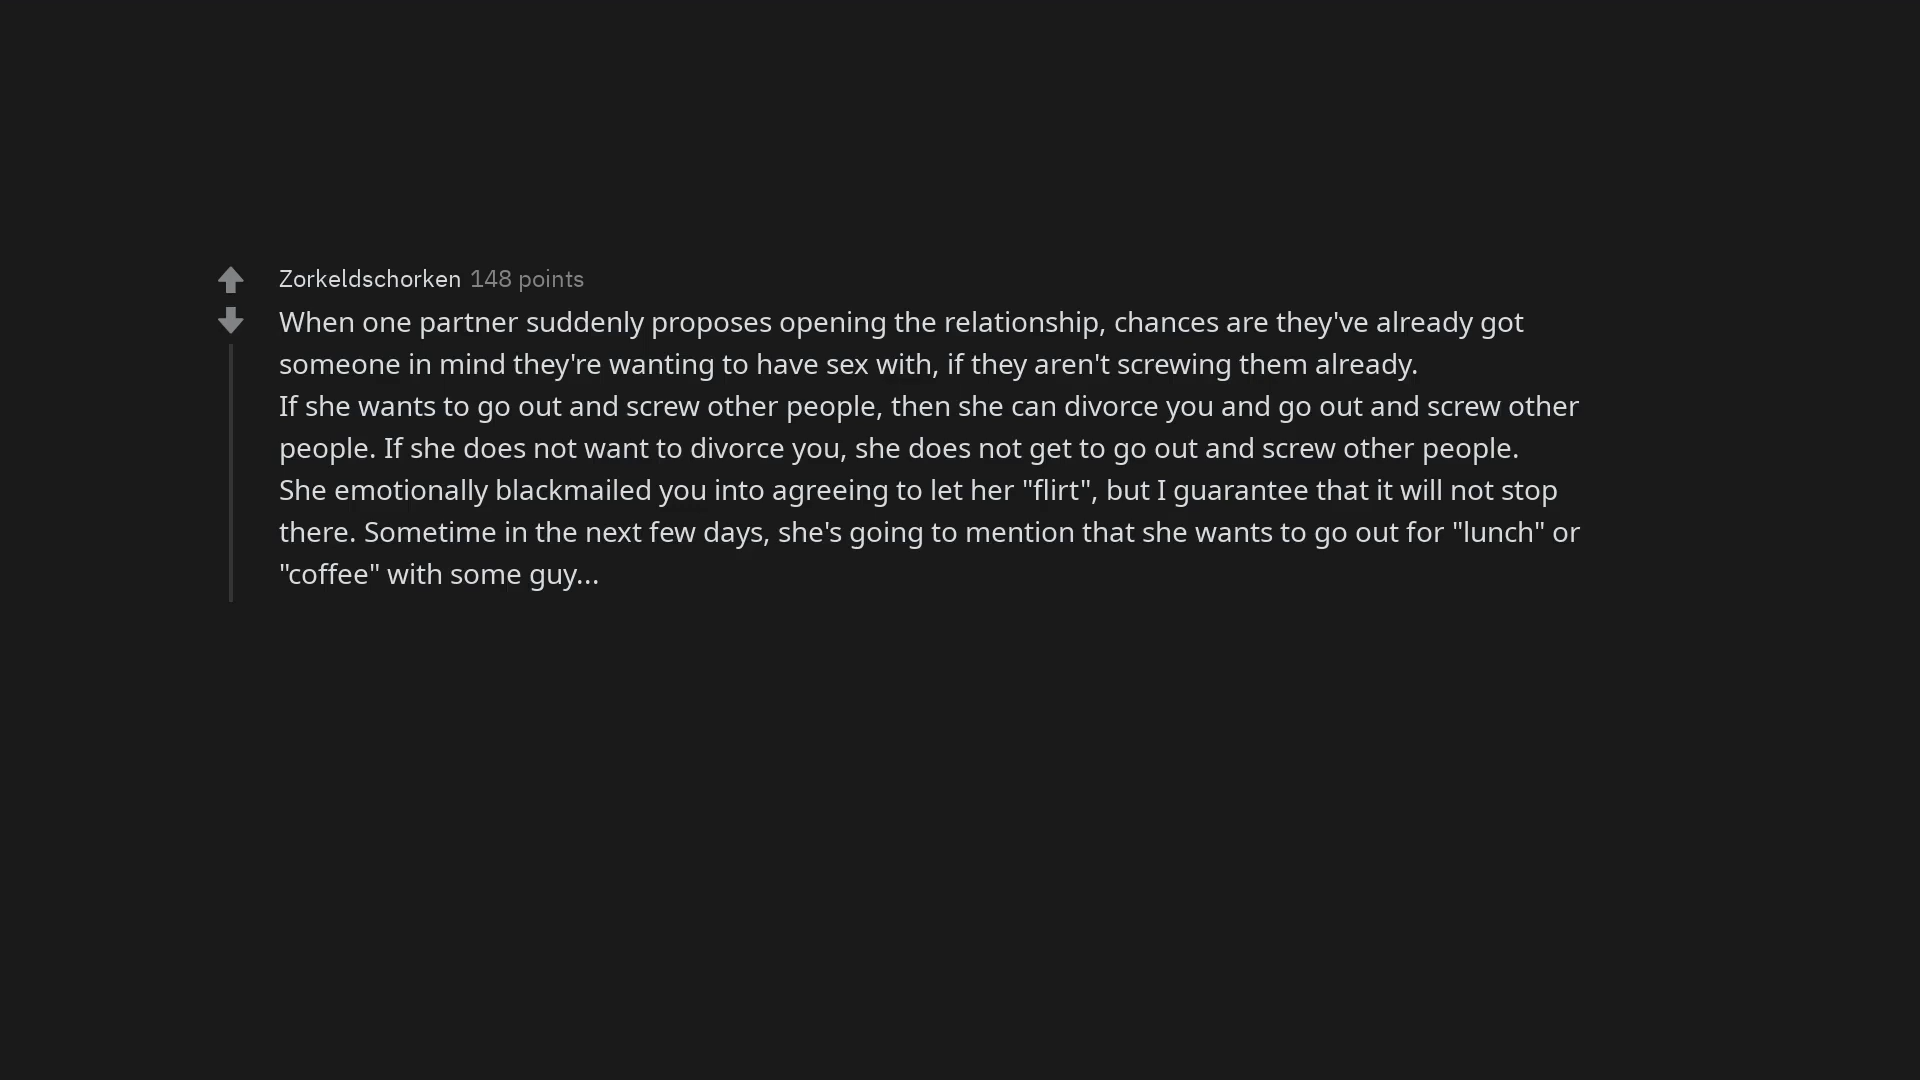 Zorkeldschorken 148 points
When one partner suddenly proposes opening the relationship, chances are they've already got
someone in mind they're wanting to have sex with, if they aren't screwing them already.
If she wants to go out and screw other people, then she can divorce you and go out and screw other
people. If she does not want to divorce you, she does not get to go out and screw other people.
She emotionally blackmailed you into agreeing to let her "flirt", but I guarantee that it will not stop
there. Sometime in the next few days, she's going to mention that she wants to go out for "lunch" or
"coffee" with some guy...